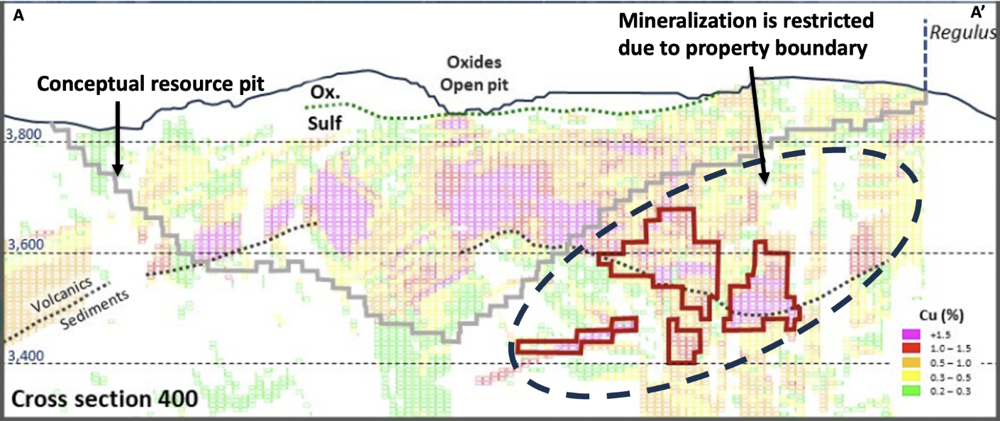 A
Mineralization is restricted
due to property boundary
A’
Regulus
Conceptual resource pit
Oxides
Open pit
Ox.
Sulf
3,800
3,600
Volcanics
Sediments
3,400
Cu (%)
+1.5
1.0 – 1.5
0.5 – 1.0
0.3 – 0.5
0.2 – 0.3
Cross section 400